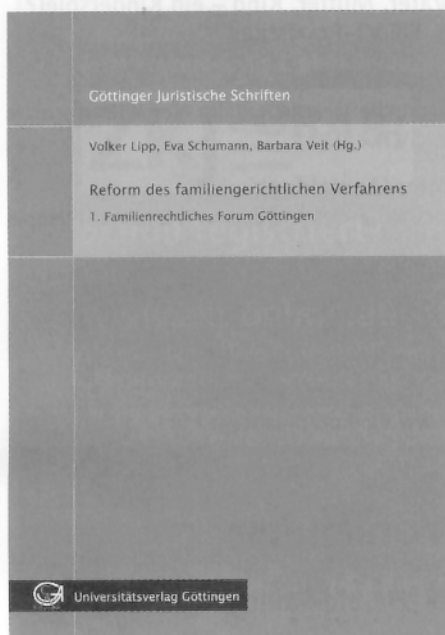 Göttinger Juristische Schriften
Volker Lipp, Eva Schumann, Barbara Veit (Hg.)
Reform des familiengerichtlichen Verfahrens
1. Familienrechtliches Forum Göttingen
Universitätsverlag Göttingen